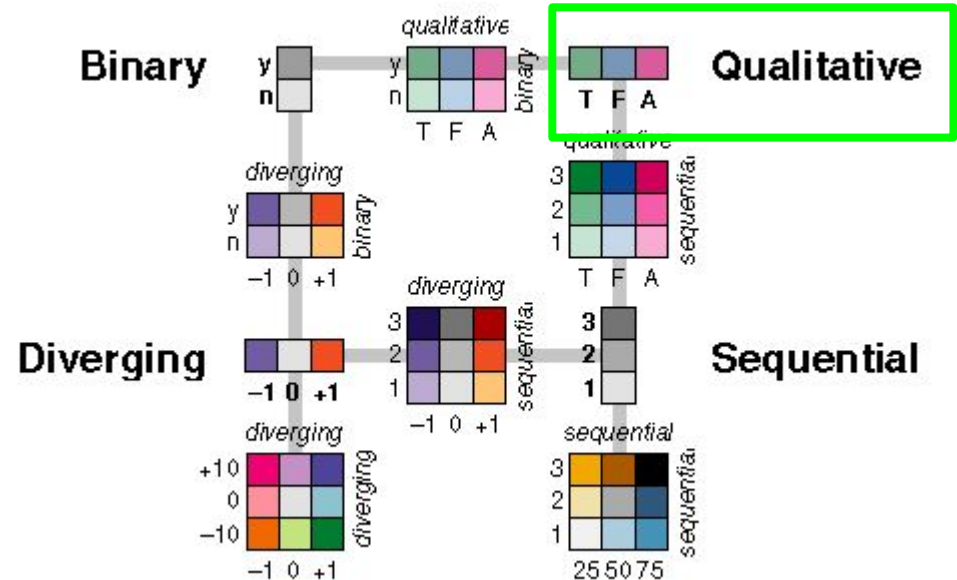 qualitative
Binary y y binary Qualitative
n n T F A
T F A
qualitative
diverging 3 sequential
y binary 2
n 1
−1 0 +1 T F A
diverging
3 sequential 3
Diverging 2 2 Sequential
−1 0 +1 1 1
−1 0 +1
diverging sequential
+10 diverging 3 sequential
0 2
−10 1
−1 0 +1 25 50 75